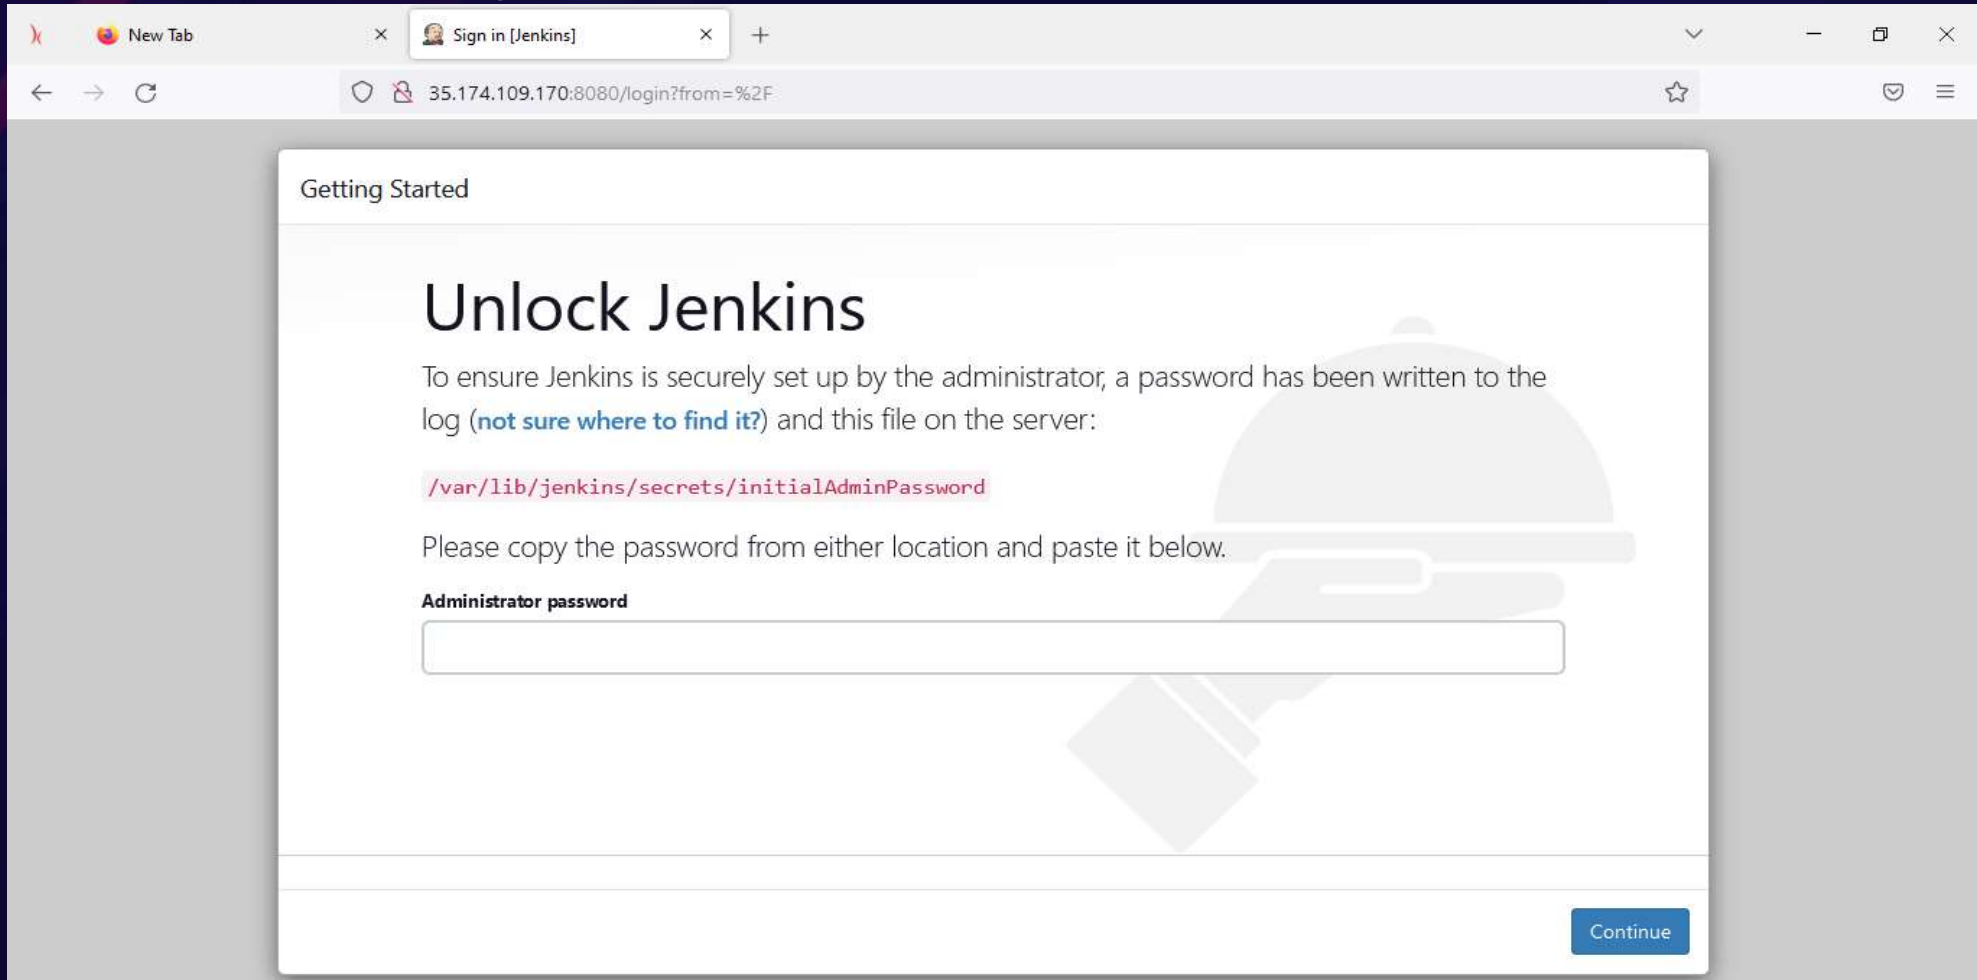 New Tab
Sign in [Jenkins]
35.174.109.170:8080/login?from=%2F
Getting Started
Unlock Jenkins
To ensure Jenkins is securely set up by the administrator, a password has been written to the
log (not sure where to find it?) and this file on the server:
/var/lib/jenkins/secrets/initialAdminPassword
Please copy the password from either location and paste it below.
Administrator password
Continue